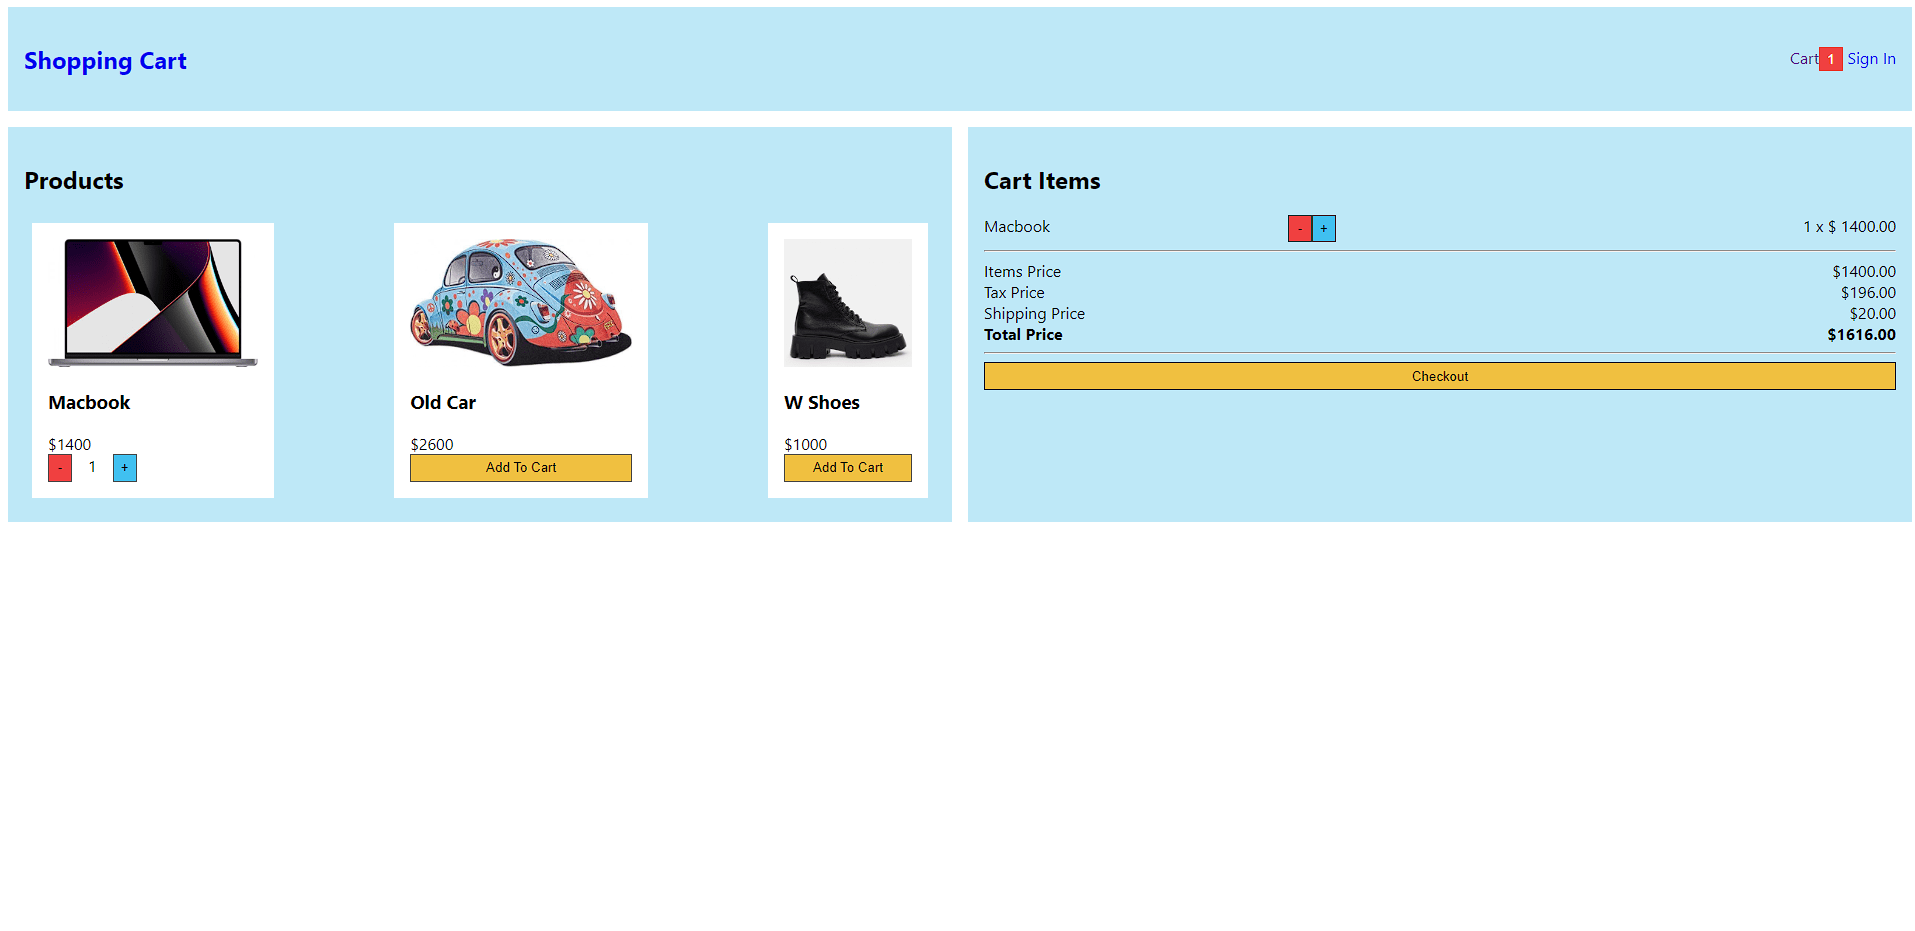 Shopping Cart
Cart 1 Sign In
Products
Macbook
$1400
- 1 +
Old Car
$2600
Add To Cart
W Shoes
$1000
Add To Cart
Cart Items
Macbook - + 1 x $ 1400.00
Items Price $1400.00
Tax Price $196.00
Shipping Price $20.00
Total Price $1616.00
Checkout